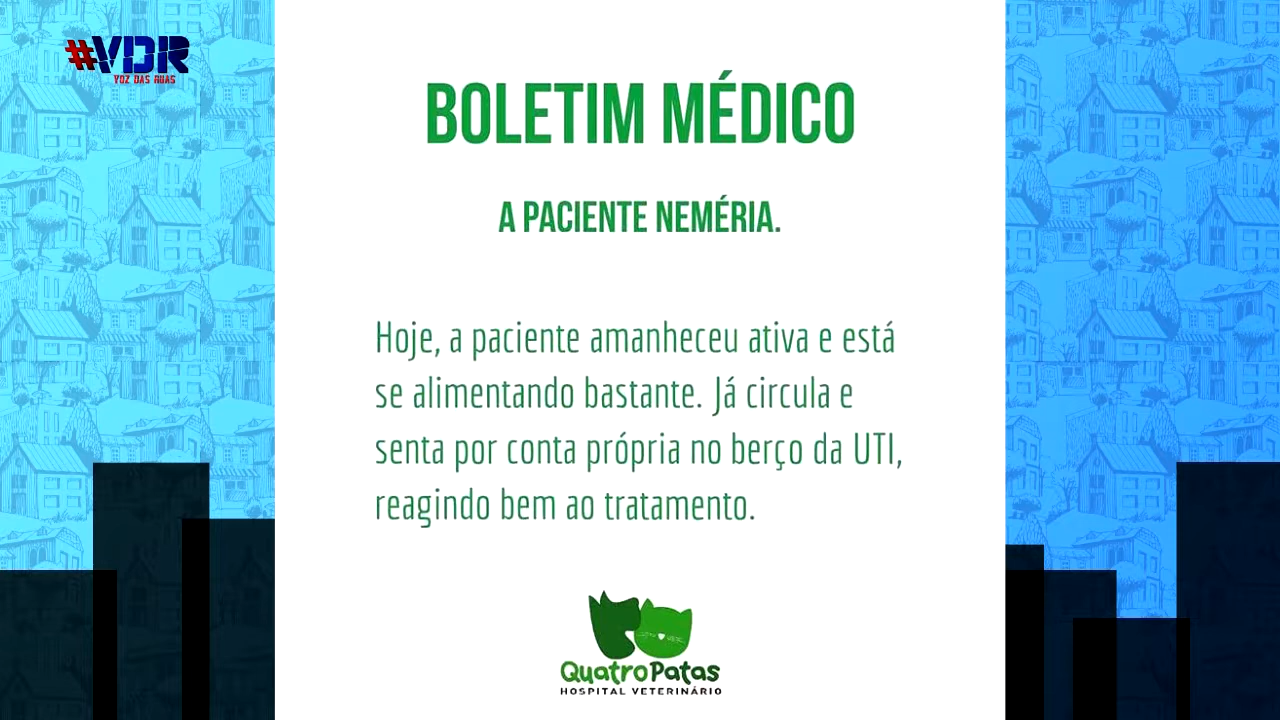 #VDR
VOZ DAS RUAS
BOLETIM MÉDICO
A PACIENTE NEMÉRIA.
Hoje, a paciente amanheceu ativa e está
se alimentando bastante. Já circula e
senta por conta própria no berço da UTI,
reagindo bem ao tratamento.
QuatroPatas
HOSPITAL VETERINÁRIO